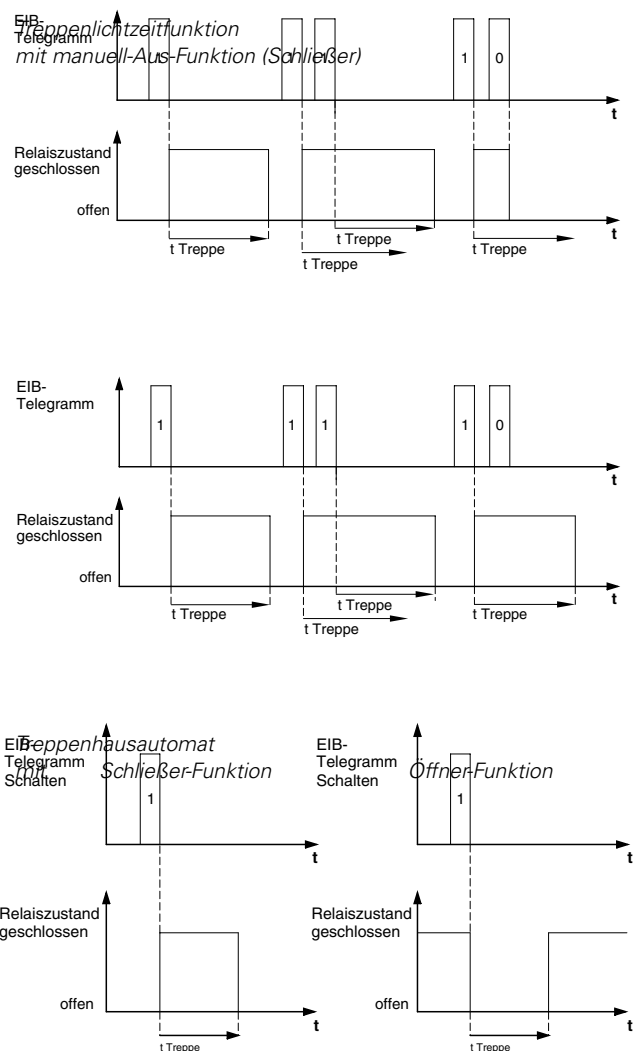 Treppenlichtzeitfunktion
mit manuell-Aus-Funktion (Schließer)
EIB-
Telegramm
1 1 1 1 0
t
Relaiszustand
geschlossen
offen
t
t Treppe
t Treppe
t Treppe
t Treppe
EIB-
Telegramm
1 1 1 1 0
t
Relaiszustand
geschlossen
offen
t
t Treppe
t Treppe
t Treppe
t Treppe
Treppenhausautomat
mit Schließer-Funktion Öffner-Funktion
EIB-
Telegramm
Schalten
1
t
Relaiszustand
geschlossen
offen
t
t Treppe
EIB-
Telegramm
Schalten
1
t
Relaiszustand
geschlossen
offen
t
t Treppe